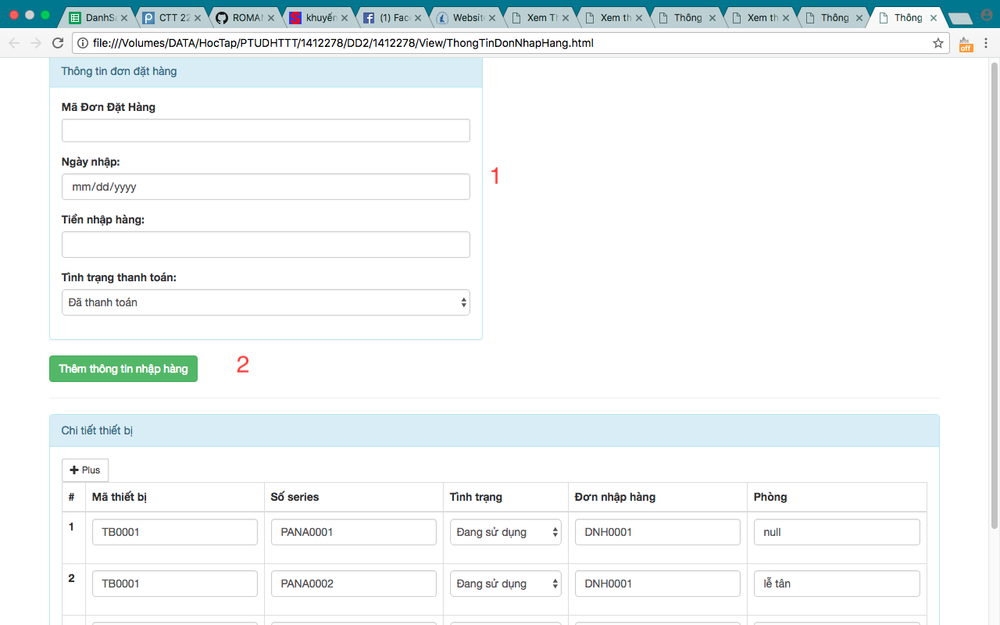 DanhS
CTT 22
ROMAN
khuyến
(1) Face
Website
Xem Th
Xem th
Thông
Xem th
Thông
Thông
file:///Volumes/DATA/HocTap/PTUDHTTT/1412278/DD2/1412278/View/ThongTinDonNhapHang.html
off
Thông tin đơn đặt hàng
Mã Đơn Đặt Hàng
Ngày nhập:
mm/dd/yyyy
1
Tiền nhập hàng:
Tình trạng thanh toán:
Đã thanh toán
Thêm thông tin nhập hàng
2
Chi tiết thiết bị
Plus
# Mã thiết bị Số series Tình trạng Đơn nhập hàng Phòng
1 TB0001 PANA0001 Đang sử dụng DNH0001 null
2 TB0001 PANA0002 Đang sử dụng DNH0001 lễ tân